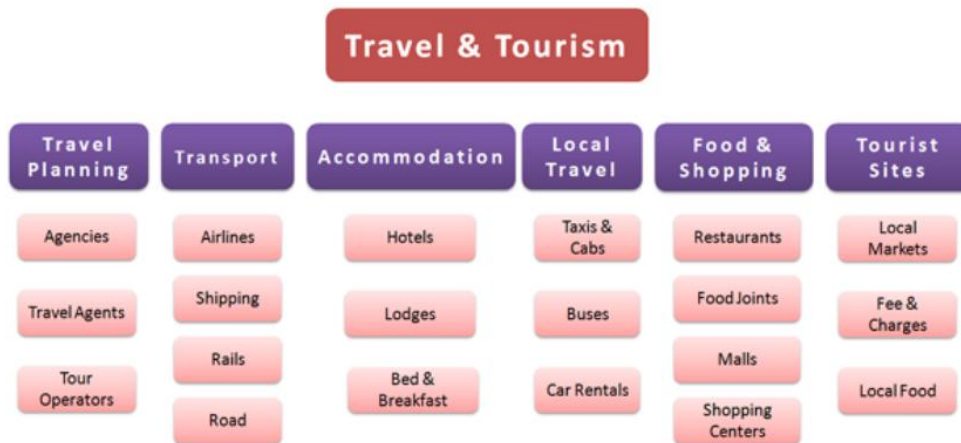 Travel & Tourism
Travel
Planning
Transport
Accommodation
Local
Travel
Food &
Shopping
Tourist
Sites
Agencies
Travel Agents
Tour
Operators
Airlines
Shipping
Rails
Road
Hotels
Lodges
Bed &
Breakfast
Taxis &
Cabs
Buses
Car Rentals
Restaurants
Food Joints
Malls
Shopping
Centers
Local
Markets
Fee &
Charges
Local Food